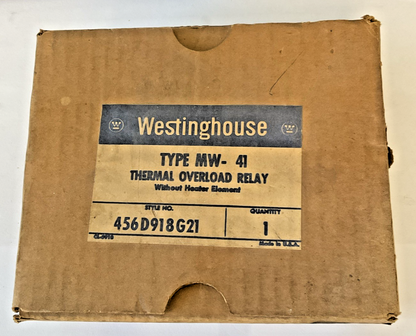 Westinghouse
TYPE MW- 41
THERMAL OVERLOAD RELAY
Without Heater Element
STYLE NO.
QUANTITY
456D918G21
1
Made in U.S.A.